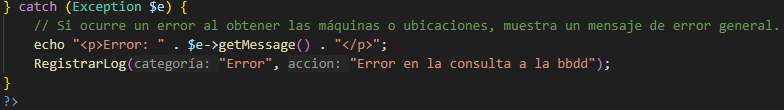 } catch (Exception $e) {
// Si ocurre un error al obtener las máquinas o ubicaciones, muestra un mensaje de error general.
echo "<p>Error: " . $e->getMessage() . "</p>";
RegistrarLog(categoría: "Error", accion: "Error en la consulta a la bbdd");
}
?>